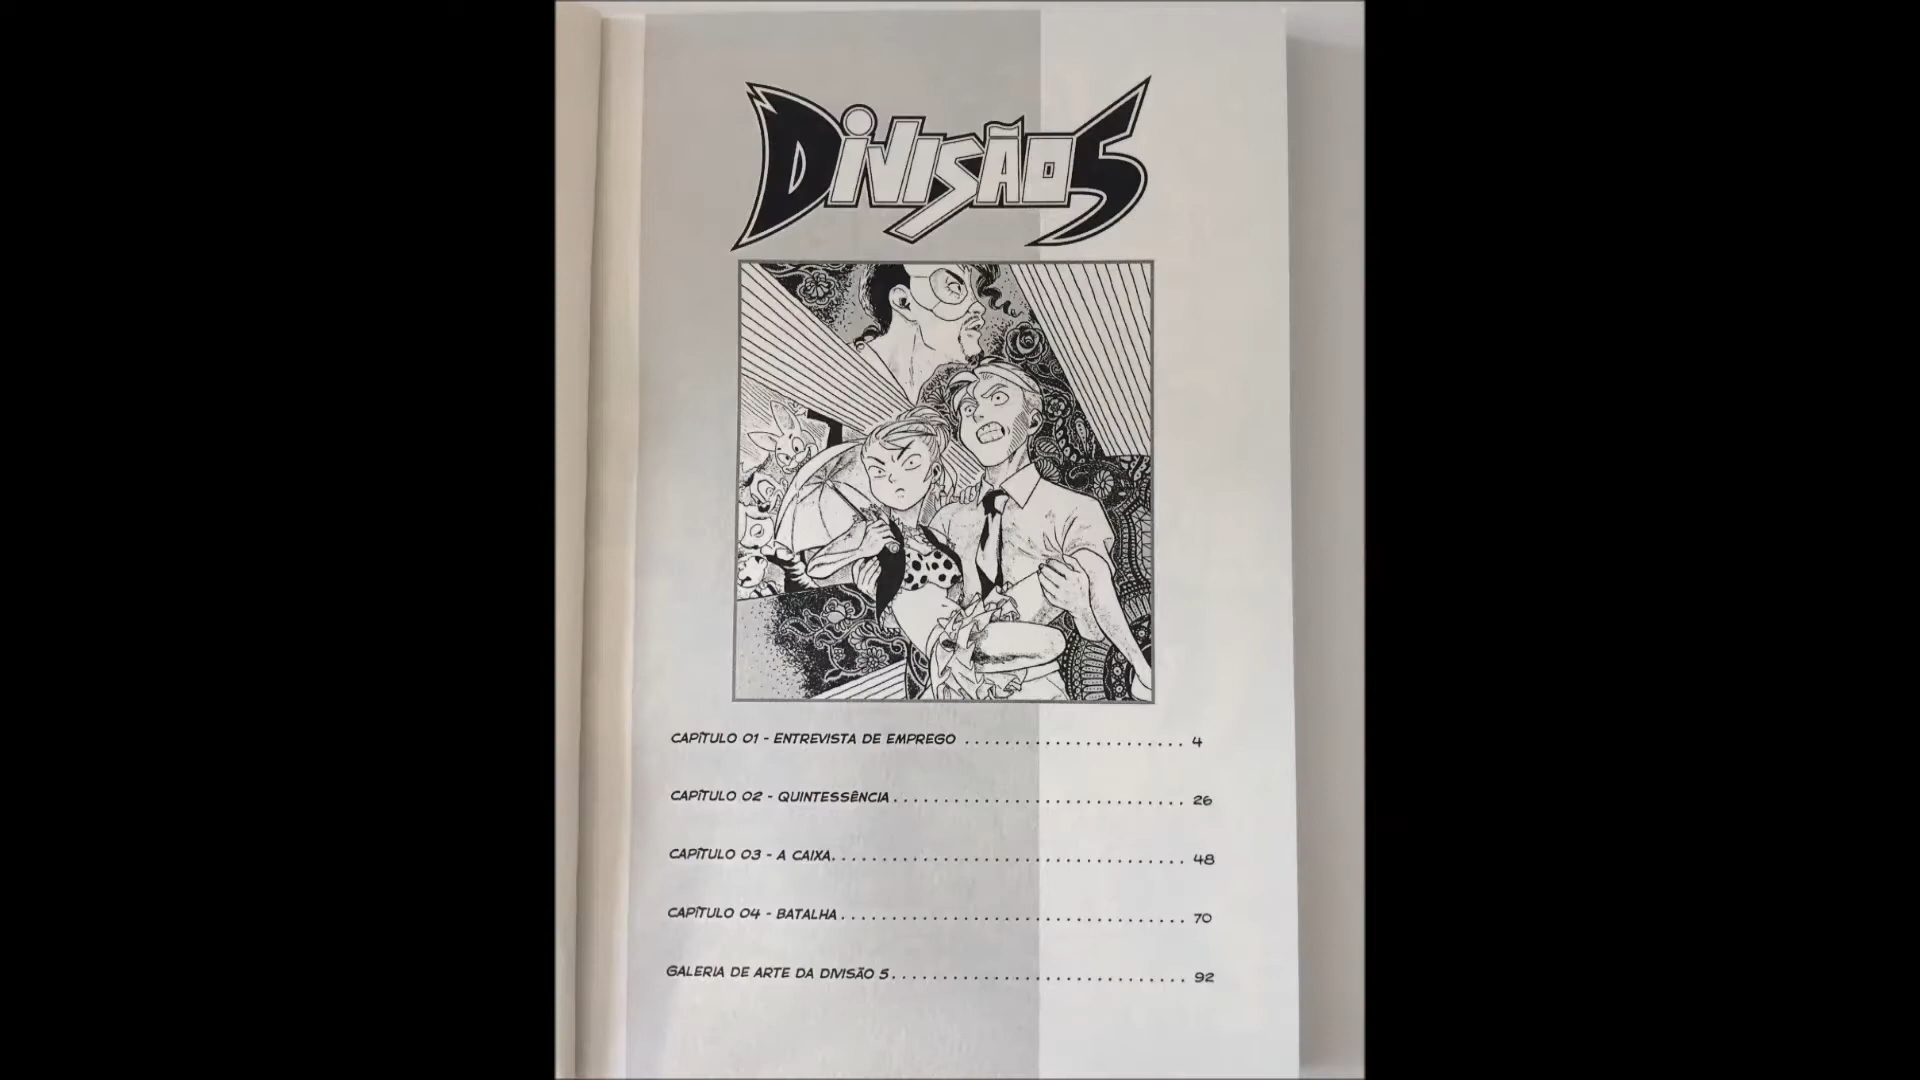 DIVISÃO 5
CAPÍTULO 01 - ENTREVISTA DE EMPREGO ...................... 4
CAPÍTULO 02 - QUINTESSÊNCIA ............................. 26
CAPÍTULO 03 - A CAIXA................................... 48
CAPÍTULO 04 - BATALHA .................................. 70
GALERIA DE ARTE DA DIVISÃO 5 ............................. 92